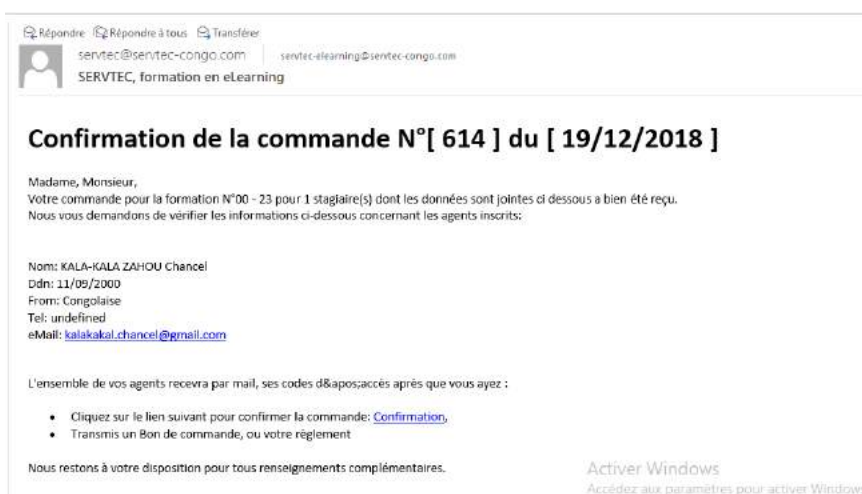 Répondre Répondre à tous Transférer
servtec@servtec-congo.com servtec-elearning@servtec-congo.com
SERVTEC, formation en eLearning
Confirmation de la commande N°[ 614 ] du [ 19/12/2018 ]
Madame, Monsieur,
Votre commande pour la formation N°00 - 23 pour 1 stagiaire(s) dont les données sont jointes ci dessous a bien été reçu.
Nous vous demandons de vérifier les informations ci-dessous concernant les agents inscrits:
Nom: KALA-KALA ZAHOU Chancel
Ddn: 11/09/2000
From: Congolaise
Tel: undefined
eMail: kalakakal.chancel@gmail.com
L'ensemble de vos agents recevra par mail, ses codes d&apos;accès après que vous ayez :
• Cliquez sur le lien suivant pour confirmer la commande: Confirmation,
• Transmis un Bon de commande, ou votre règlement
Nous restons à votre disposition pour tous renseignements complémentaires.
Activer Windows
Accédez aux paramètres pour activer Windows